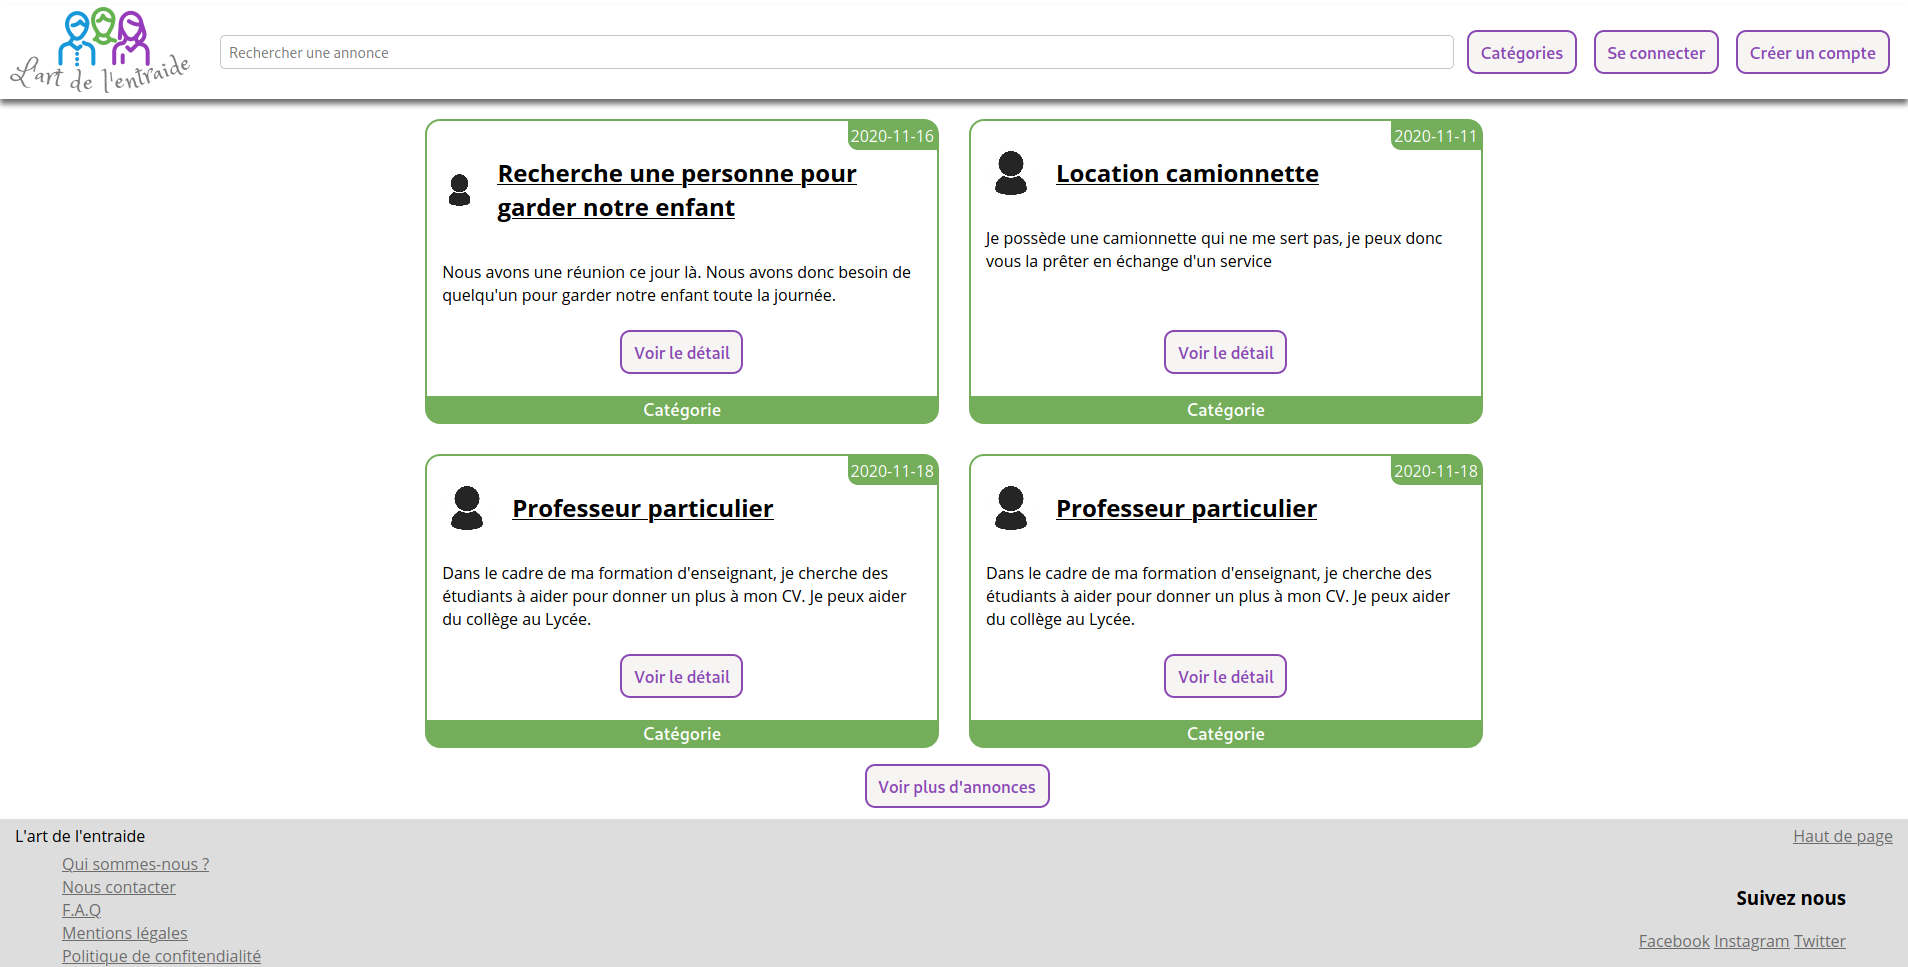 L'art de l'entraide
Rechercher une annonce
Catégories
Se connecter
Créer un compte
2020-11-16
Recherche une personne pour
garder notre enfant
Nous avons une réunion ce jour là. Nous avons donc besoin de
quelqu'un pour garder notre enfant toute la journée.
Voir le détail
Catégorie
2020-11-11
Location camionnette
Je possède une camionnette qui ne me sert pas, je peux donc
vous la prêter en échange d'un service
Voir le détail
Catégorie
2020-11-18
Professeur particulier
Dans le cadre de ma formation d'enseignant, je cherche des
étudiants à aider pour donner un plus à mon CV. Je peux aider
du collège au Lycée.
Voir le détail
Catégorie
2020-11-18
Professeur particulier
Dans le cadre de ma formation d'enseignant, je cherche des
étudiants à aider pour donner un plus à mon CV. Je peux aider
du collège au Lycée.
Voir le détail
Catégorie
Voir plus d'annonces
L'art de l'entraide
Qui sommes-nous ?
Nous contacter
F.A.Q
Mentions légales
Politique de confitendialité
Haut de page
Suivez nous
Facebook Instagram Twitter